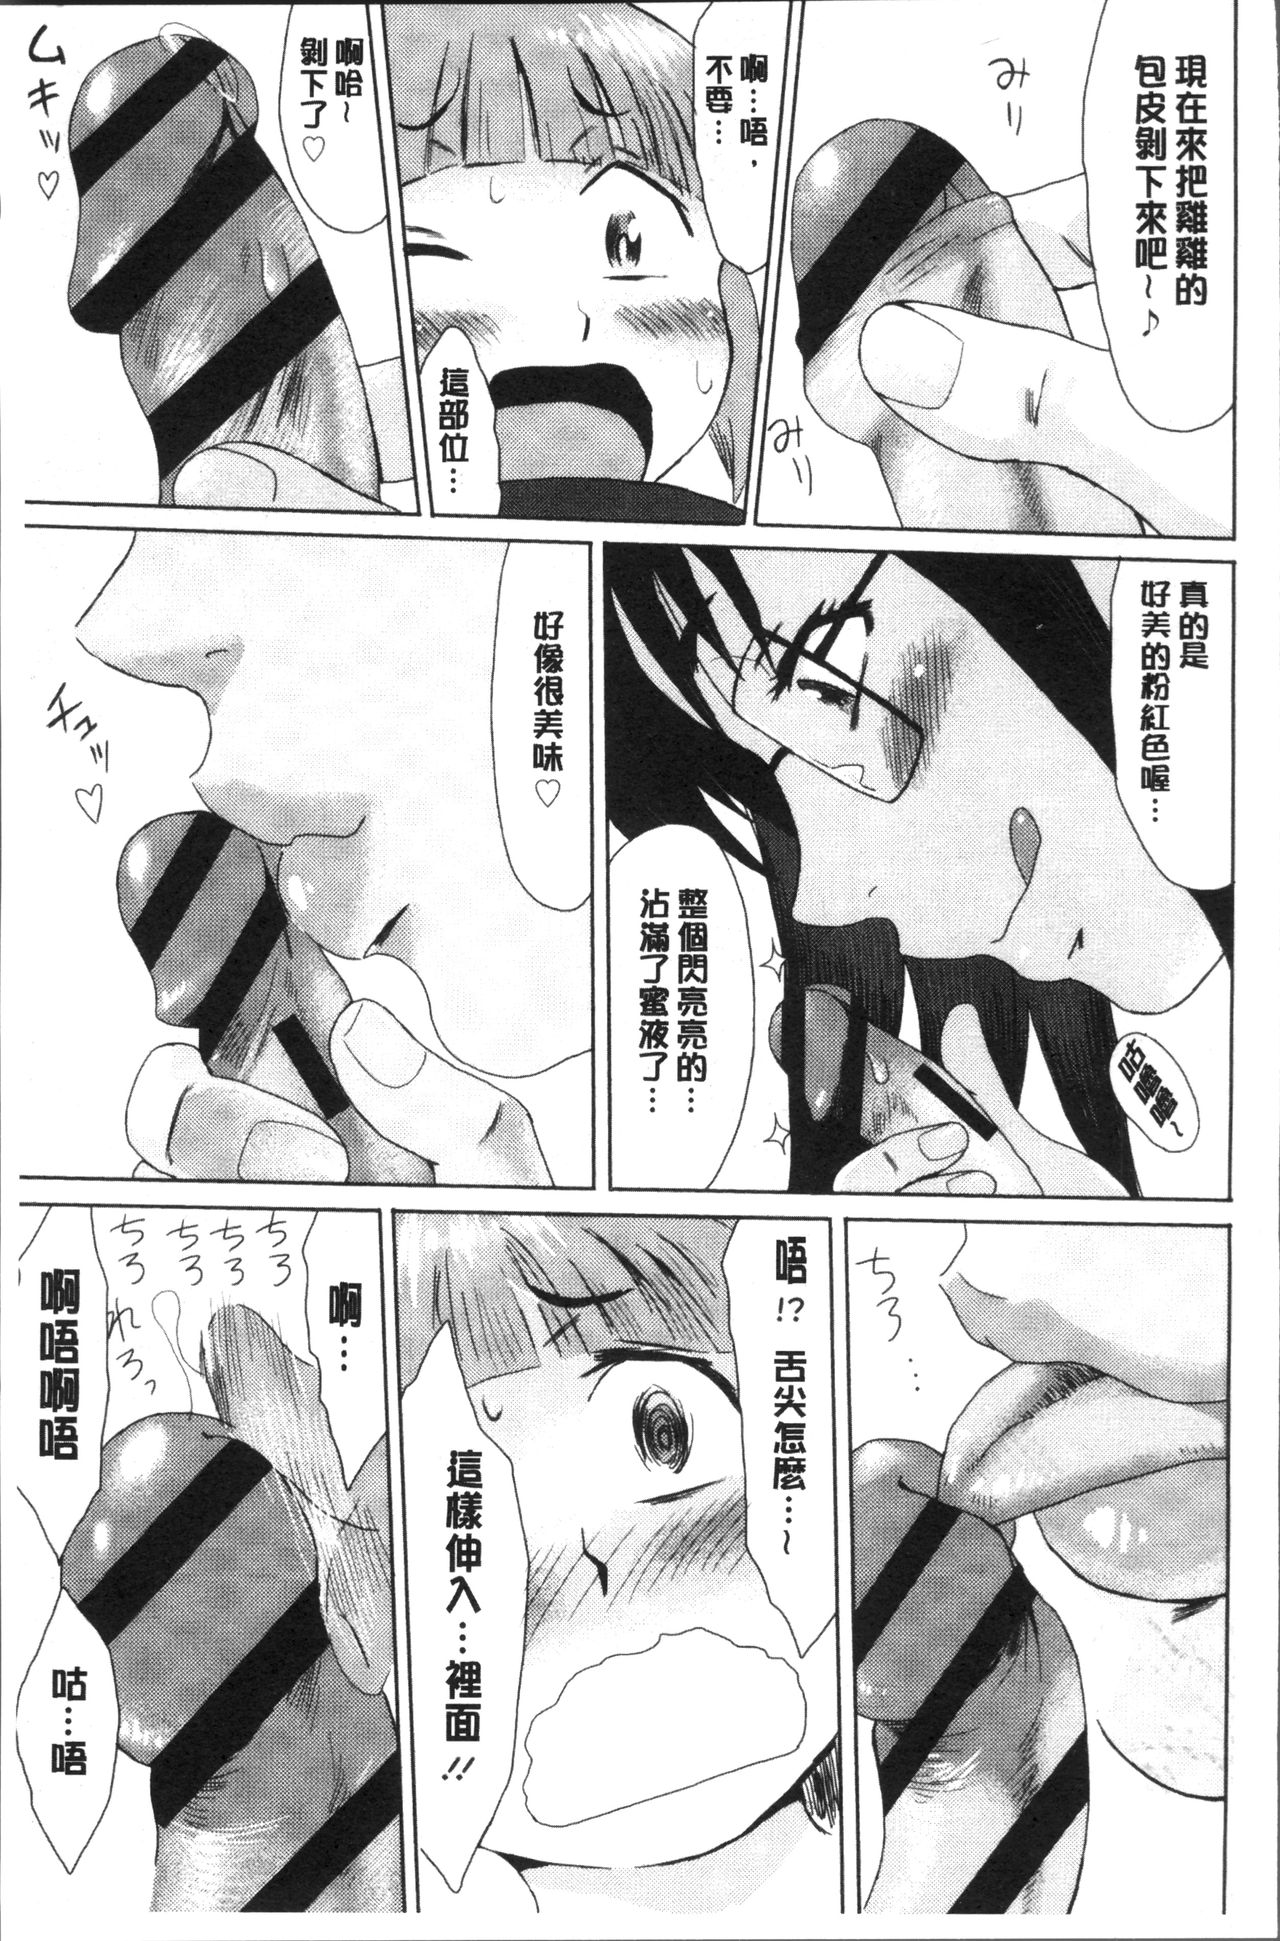 現在來把雞雞的
包皮剝下來吧～♪
みり
みり
啊…唔，
不要…
這部位…
啊哈～
剝下了♡
ムキッ♡
真的是
好美的粉紅色喔…
整個閃亮亮的…
沾滿了蜜液了…
咕嚕嚕～
好像很美味♡
チュッ♡
ちろ…
唔!?舌尖怎麼…～
這樣伸入…裡面!!
啊…
ちろ
ちろ
ちろ
ちろ
れろっ
啊唔啊唔
咕…唔